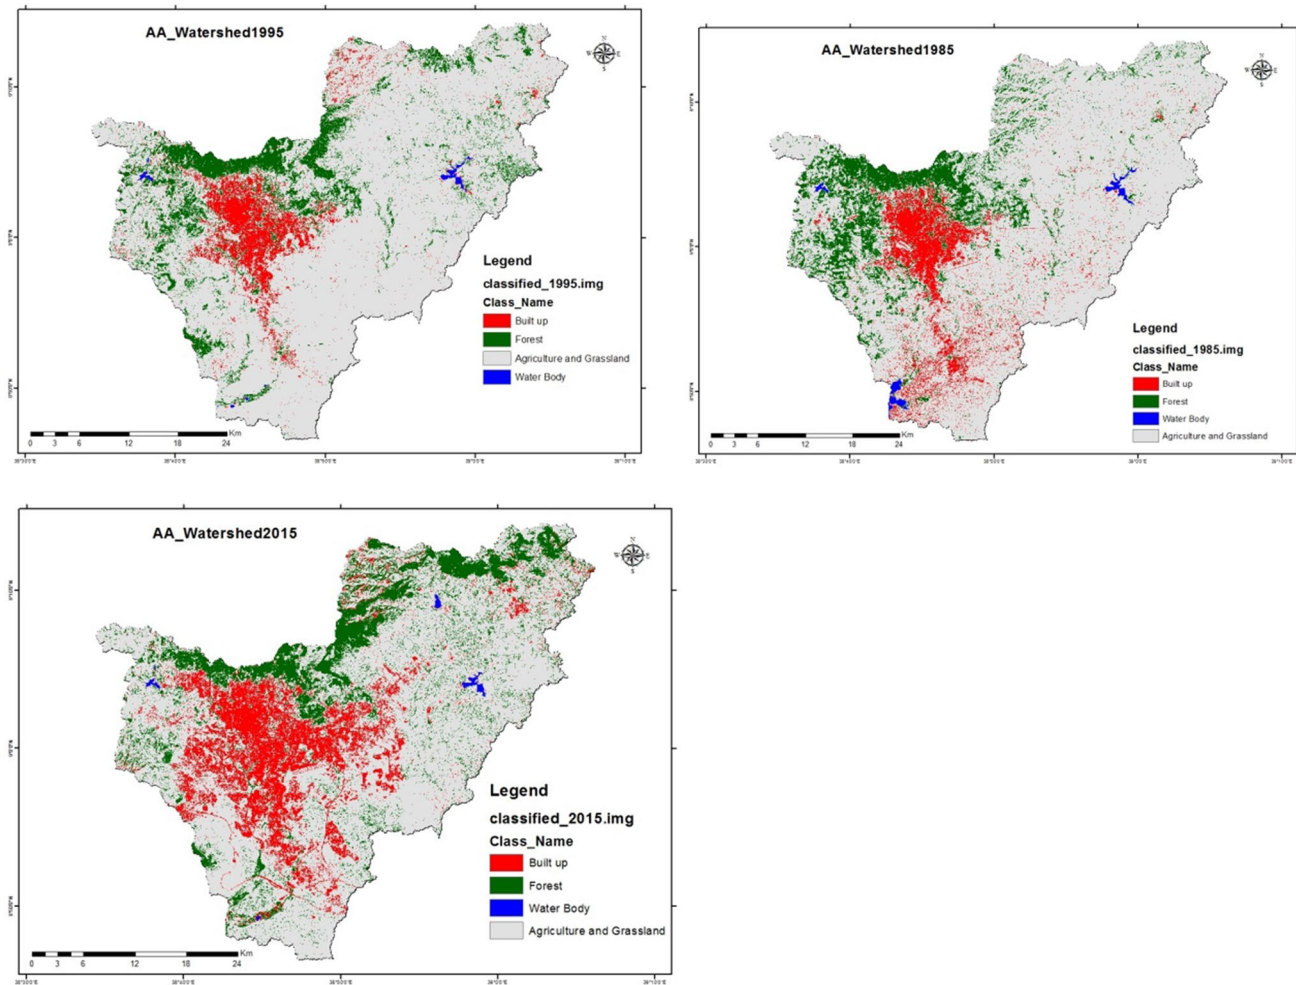 AA_Watershed1995
N
W
E
S
Legend
classified_1995.img
Class_Name
Built up
Forest
Agriculture and Grassland
Water Body
Km
0 3 6 12 18 24
AA_Watershed1985
N
W
E
S
Legend
classified_1985.img
Class_Name
Built up
Forest
Water Body
Agriculture and Grassland
Km
0 3 6 12 18 24
AA_Watershed2015
N
W
E
S
Legend
classified_2015.img
Class_Name
Built up
Forest
Water Body
Agriculture and Grassland
Km
0 3 6 12 18 24